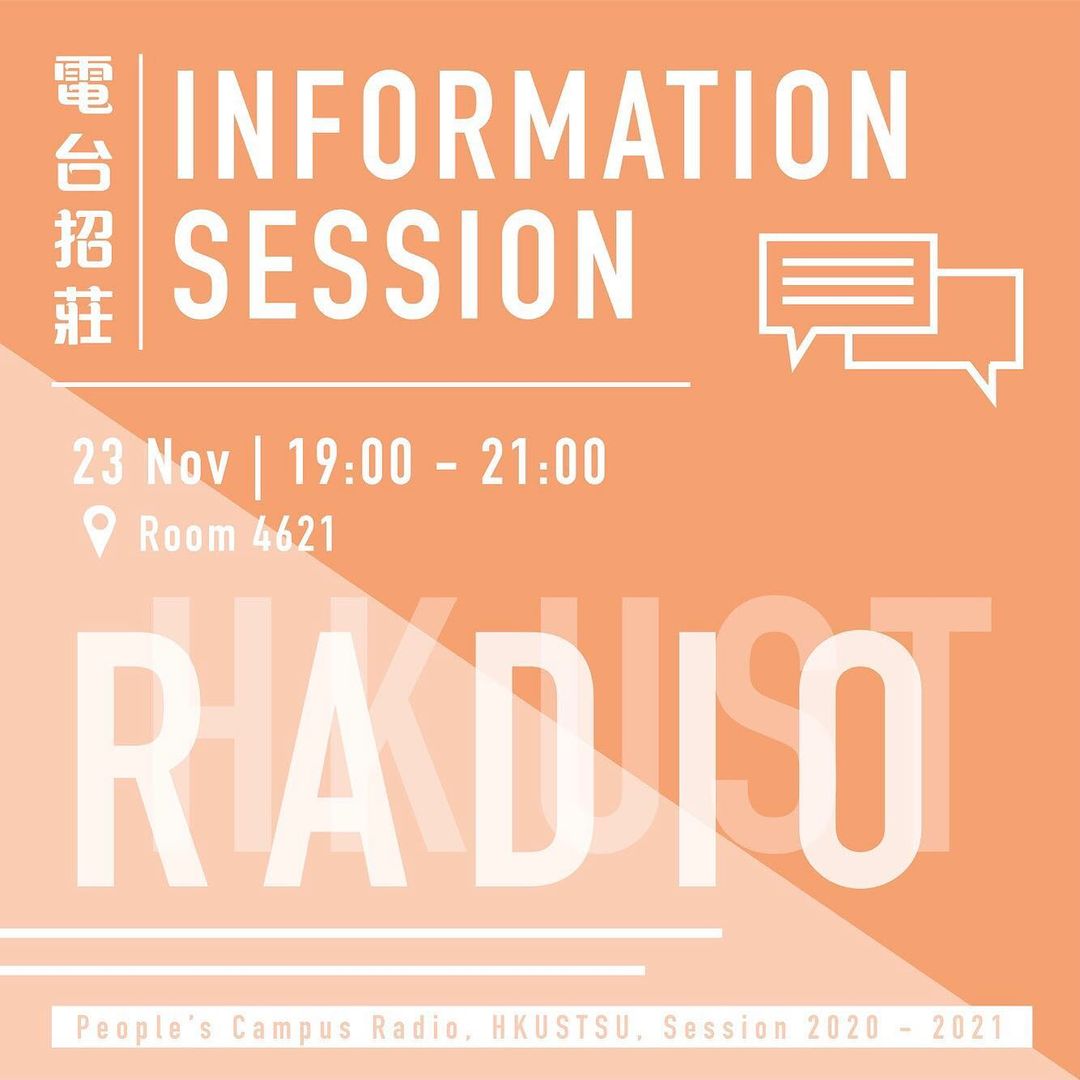 電台招莊
INFORMATION
SESSION
23 Nov | 19:00 - 21:00
Room 4621
HKUST
RADIO
People's Campus Radio, HKUSTSU, Session 2020 - 2021